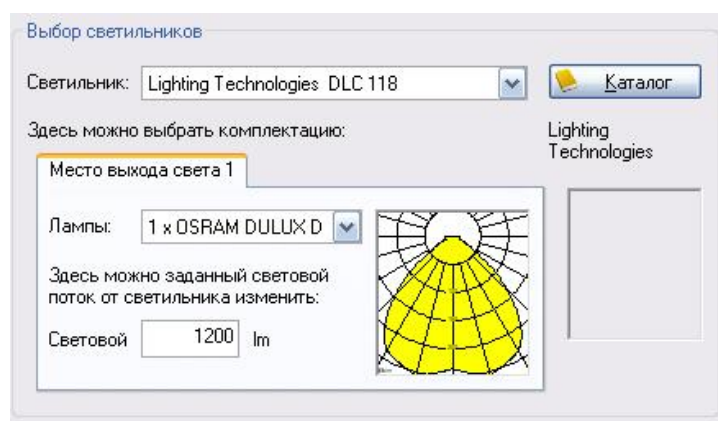 Выбор светильников
Светильник: Lighting Technologies DLC 118 Каталог
Здесь можно выбрать комплектацию:
Lighting
Technologies
Место выхода света 1
Лампы: 1 x OSRAM DULUX D
Здесь можно заданный световой
поток от светильника изменить:
Световой 1200 lm